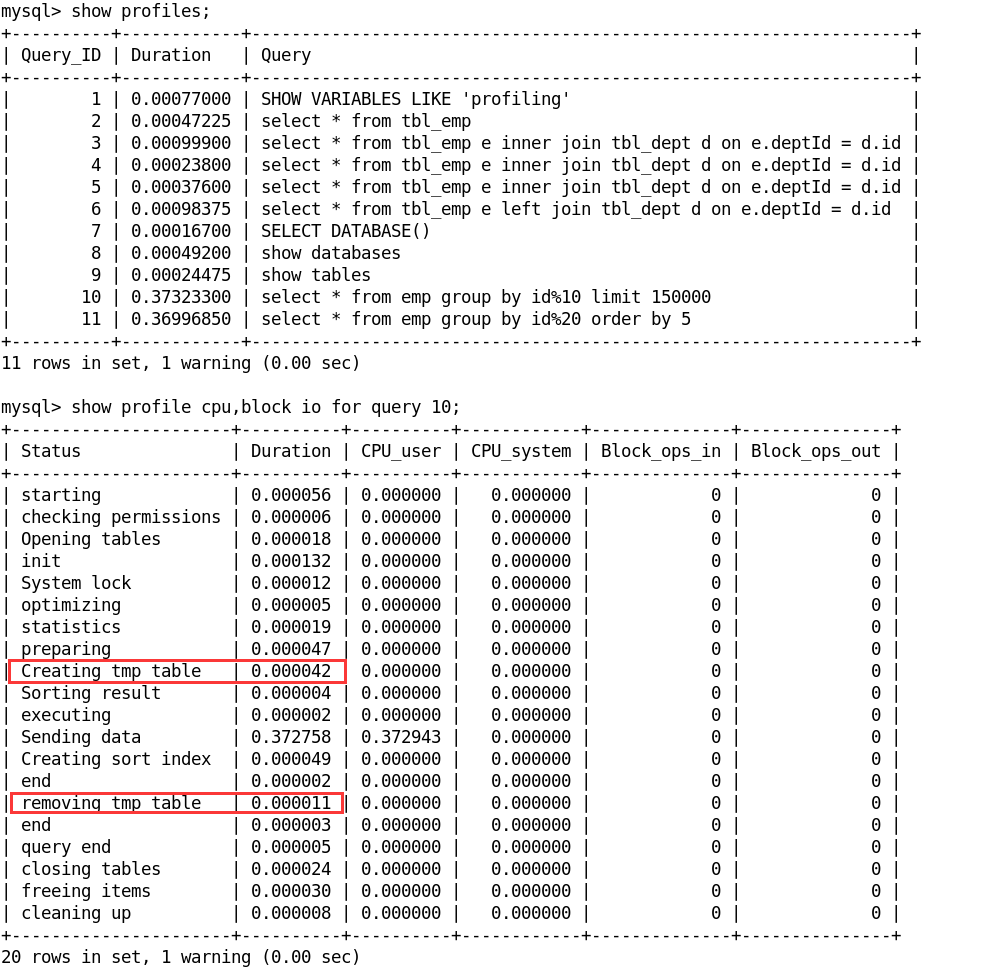 mysql> show profiles;
+----------+------------+------------------------------------------------------------------+
| Query_ID | Duration   | Query                                                            |
+----------+------------+------------------------------------------------------------------+
|        1 | 0.00077000 | SHOW VARIABLES LIKE 'profiling'                                  |
|        2 | 0.00047225 | select * from tbl_emp                                            |
|        3 | 0.00099900 | select * from tbl_emp e inner join tbl_dept d on e.deptId = d.id |
|        4 | 0.00023800 | select * from tbl_emp e inner join tbl_dept d on e.deptId = d.id |
|        5 | 0.00037600 | select * from tbl_emp e inner join tbl_dept d on e.deptId = d.id |
|        6 | 0.00098375 | select * from tbl_emp e left join tbl_dept d on e.deptId = d.id  |
|        7 | 0.00016700 | SELECT DATABASE()                                                |
|        8 | 0.00049200 | show databases                                                   |
|        9 | 0.00024475 | show tables                                                      |
|       10 | 0.37323300 | select * from emp group by id%10 limit 150000                    |
|       11 | 0.36996850 | select * from emp group by id%20 order by 5                      |
+----------+------------+------------------------------------------------------------------+
11 rows in set, 1 warning (0.00 sec)
mysql> show profile cpu,block io for query 10;
+----------------------+----------+----------+------------+--------------+---------------+
| Status               | Duration | CPU_user | CPU_system | Block_ops_in | Block_ops_out |
+----------------------+----------+----------+------------+--------------+---------------+
| starting             | 0.000056 | 0.000000 |   0.000000 |            0 |             0 |
| checking permissions | 0.000006 | 0.000000 |   0.000000 |            0 |             0 |
| Opening tables       | 0.000018 | 0.000000 |   0.000000 |            0 |             0 |
| init                 | 0.000132 | 0.000000 |   0.000000 |            0 |             0 |
| System lock          | 0.000012 | 0.000000 |   0.000000 |            0 |             0 |
| optimizing           | 0.000005 | 0.000000 |   0.000000 |            0 |             0 |
| statistics           | 0.000019 | 0.000000 |   0.000000 |            0 |             0 |
| preparing            | 0.000047 | 0.000000 |   0.000000 |            0 |             0 |
| Creating tmp table   | 0.000042 | 0.000000 |   0.000000 |            0 |             0 |
| Sorting result       | 0.000004 | 0.000000 |   0.000000 |            0 |             0 |
| executing            | 0.000002 | 0.000000 |   0.000000 |            0 |             0 |
| Sending data         | 0.372758 | 0.372943 |   0.000000 |            0 |             0 |
| Creating sort index  | 0.000049 | 0.000000 |   0.000000 |            0 |             0 |
| end                  | 0.000002 | 0.000000 |   0.000000 |            0 |             0 |
| removing tmp table   | 0.000011 | 0.000000 |   0.000000 |            0 |             0 |
| end                  | 0.000003 | 0.000000 |   0.000000 |            0 |             0 |
| query end            | 0.000005 | 0.000000 |   0.000000 |            0 |             0 |
| closing tables       | 0.000024 | 0.000000 |   0.000000 |            0 |             0 |
| freeing items        | 0.000030 | 0.000000 |   0.000000 |            0 |             0 |
| cleaning up          | 0.000008 | 0.000000 |   0.000000 |            0 |             0 |
+----------------------+----------+----------+------------+--------------+---------------+
20 rows in set, 1 warning (0.00 sec)